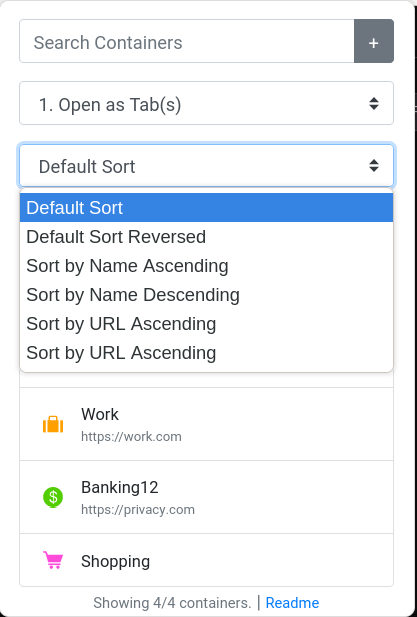 Search Containers
+
1. Open as Tab(s)
Default Sort
Default Sort
Default Sort Reversed
Sort by Name Ascending
Sort by Name Descending
Sort by URL Ascending
Sort by URL Ascending
Work
https://work.com
$
Banking12
https://privacy.com
Shopping
Showing 4/4 containers. | Readme